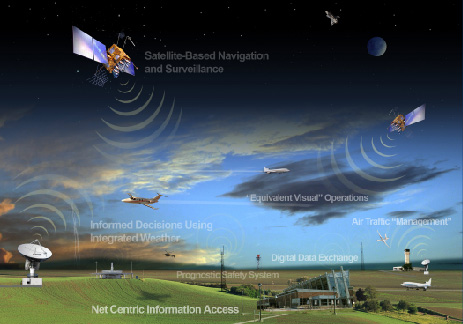 Satellite-Based Navigation
and Surveillance
"Equivalent Visual" Operations
Informed Decisions Using
Integrated Weather
Air Traffic "Management"
Digital Data Exchange
Prognostic Safety System
Net Centric Information Access